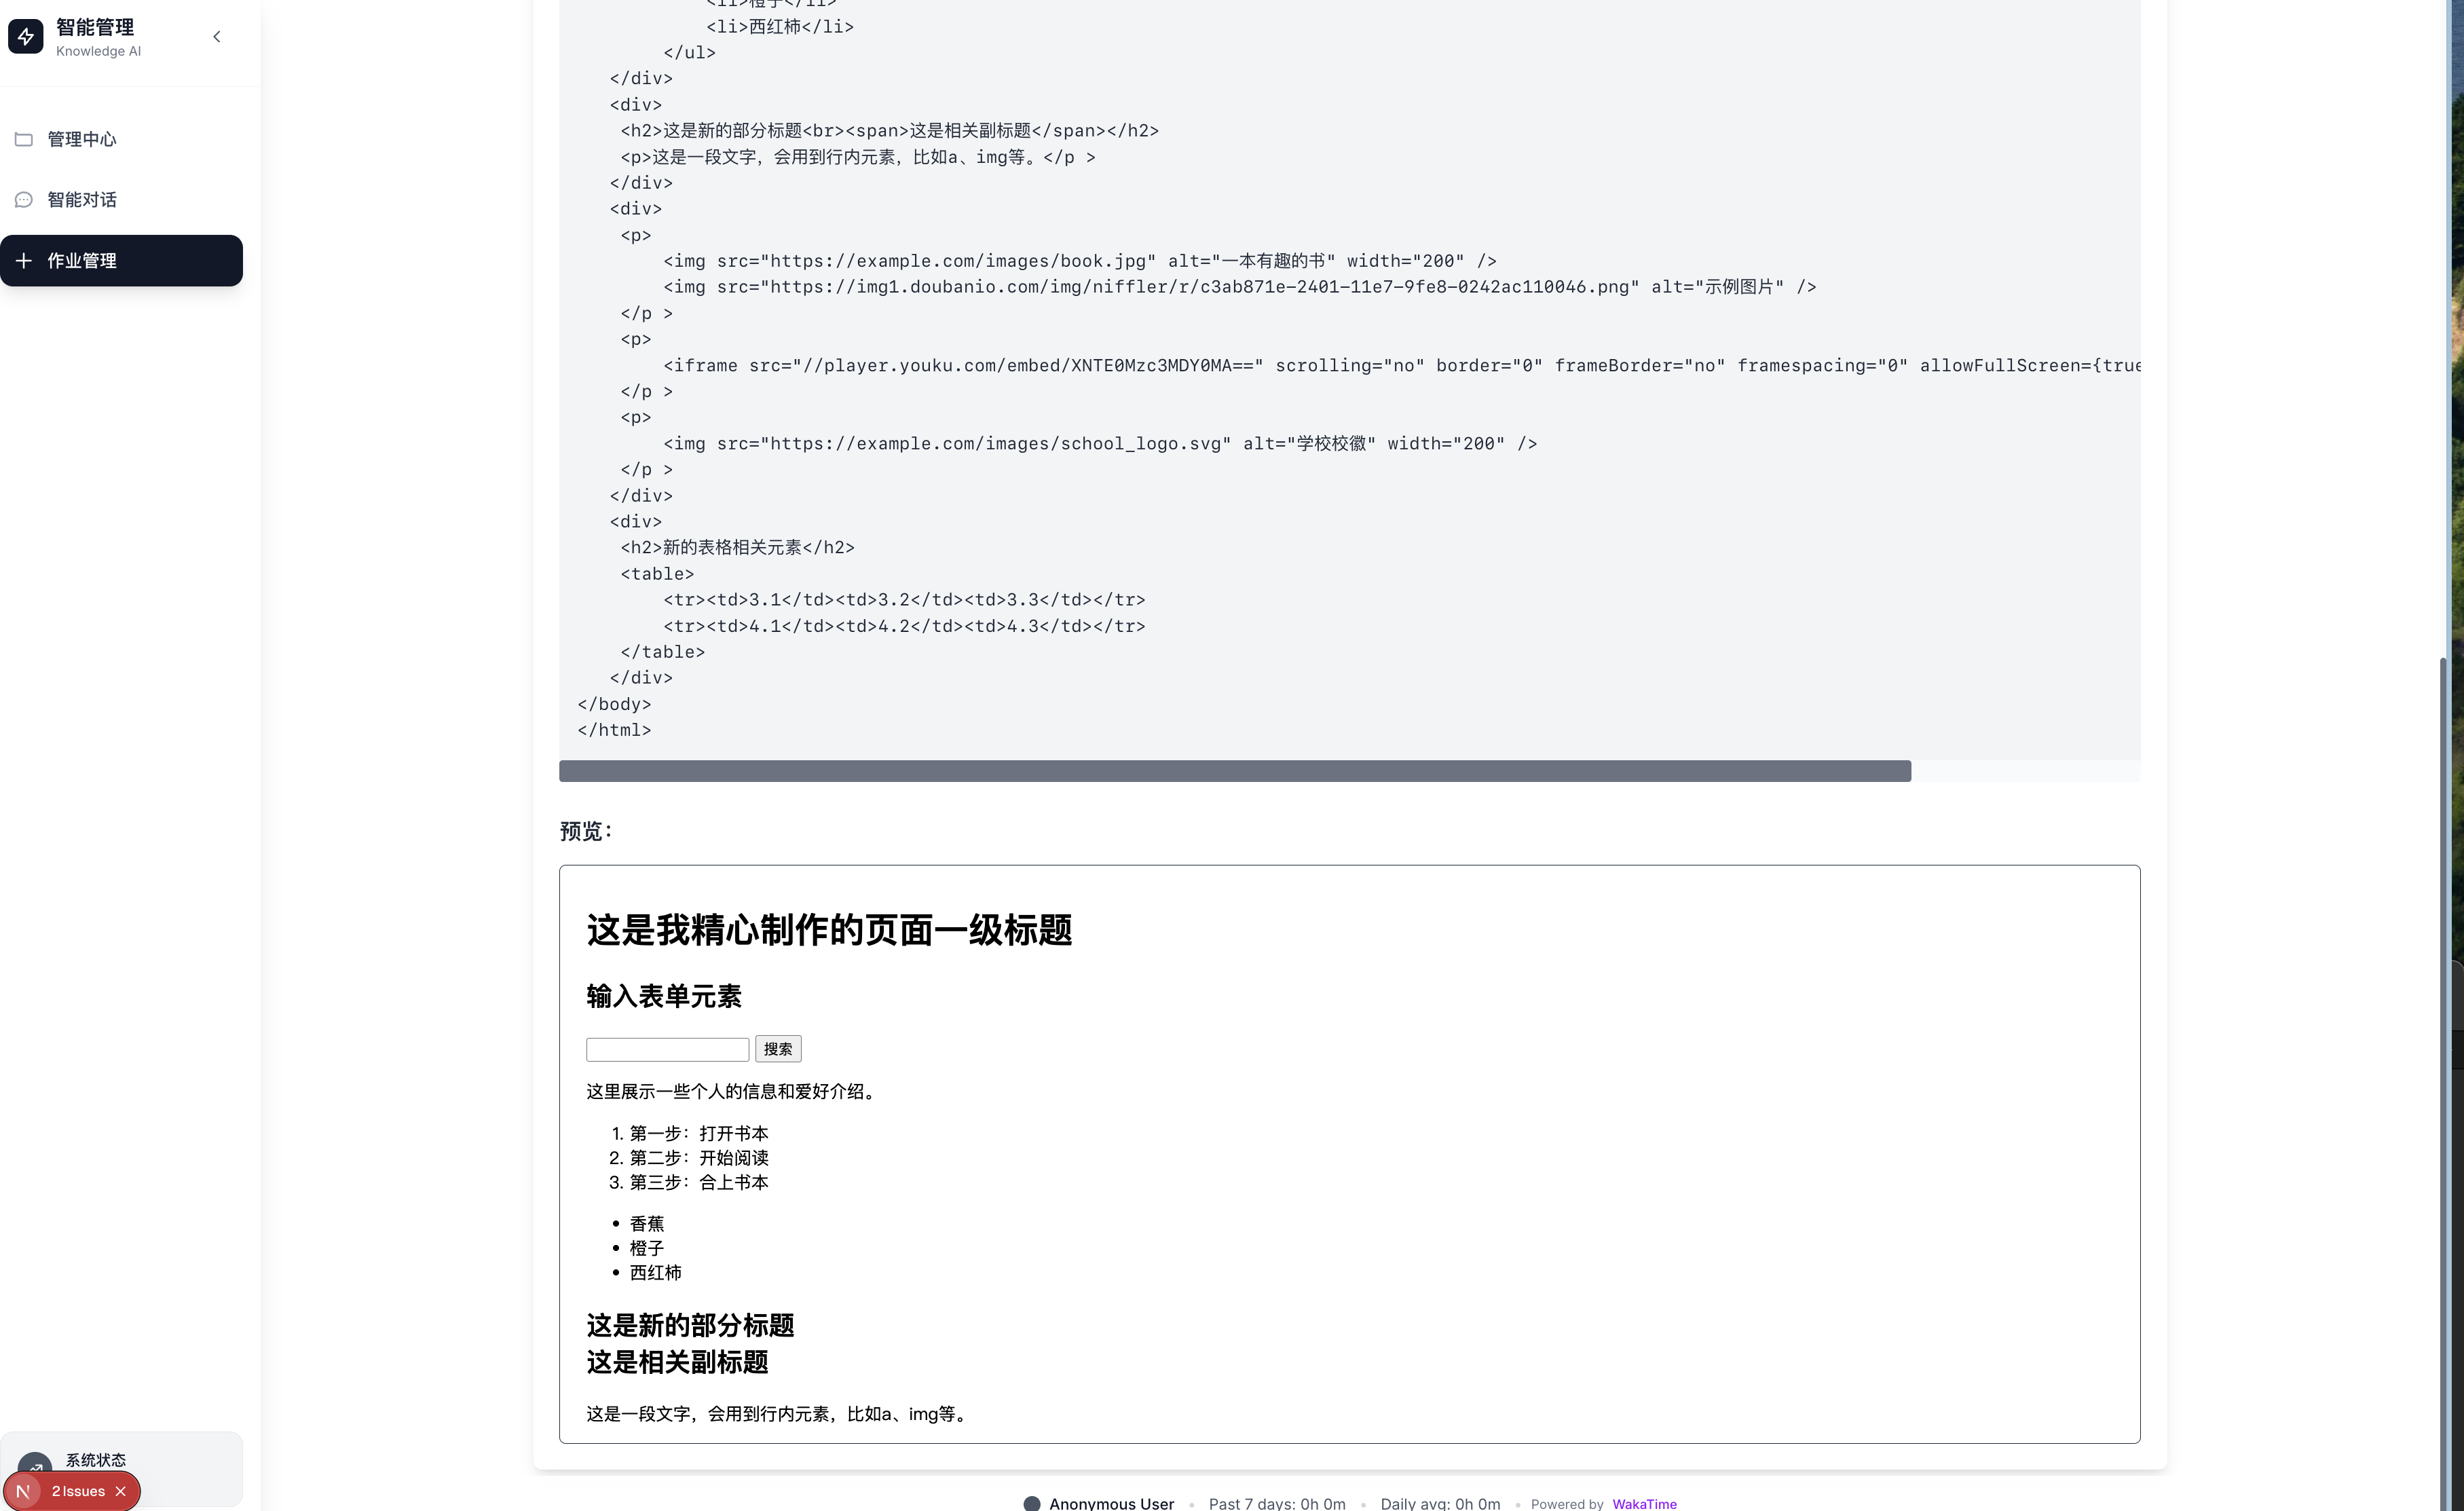 智能管理
Knowledge AI
管理中心
智能对话
作业管理
系统状态
2 Issues
<li>橙子</li>
<li>西红柿</li>
</ul>
</div>
<div>
<h2>这是新的部分标题<br><span>这是相关副标题</span></h2>
<p>这是一段文字，会用到行内元素，比如a、img等。</p >
</div>
<div>
<p>
<img src="https://example.com/images/book.jpg" alt="一本有趣的书" width="200" />
<img src="https://img1.doubanio.com/img/niffler/r/c3ab871e-2401-11e7-9fe8-0242ac110046.png" alt="示例图片" />
</p >
<p>
<iframe src="//player.youku.com/embed/XNTE0Mzc3MDY0MA==" scrolling="no" border="0" frameBorder="no" framespacing="0" allowFullScreen={true
</p >
<p>
<img src="https://example.com/images/school_logo.svg" alt="学校校徽" width="200" />
</p >
</div>
<div>
<h2>新的表格相关元素</h2>
<table>
<tr><td>3.1</td><td>3.2</td><td>3.3</td></tr>
<tr><td>4.1</td><td>4.2</td><td>4.3</td></tr>
</table>
</div>
</body>
</html>
预览：
这是我精心制作的页面一级标题
输入表单元素
搜索
这里展示一些个人的信息和爱好介绍。
1. 第一步：打开书本
2. 第二步：开始阅读
3. 第三步：合上书本
• 香蕉
• 橙子
• 西红柿
这是新的部分标题
这是相关副标题
这是一段文字，会用到行内元素，比如a、img等。
Anonymous User • Past 7 days: 0h 0m • Daily avg: 0h 0m • Powered by WakaTime